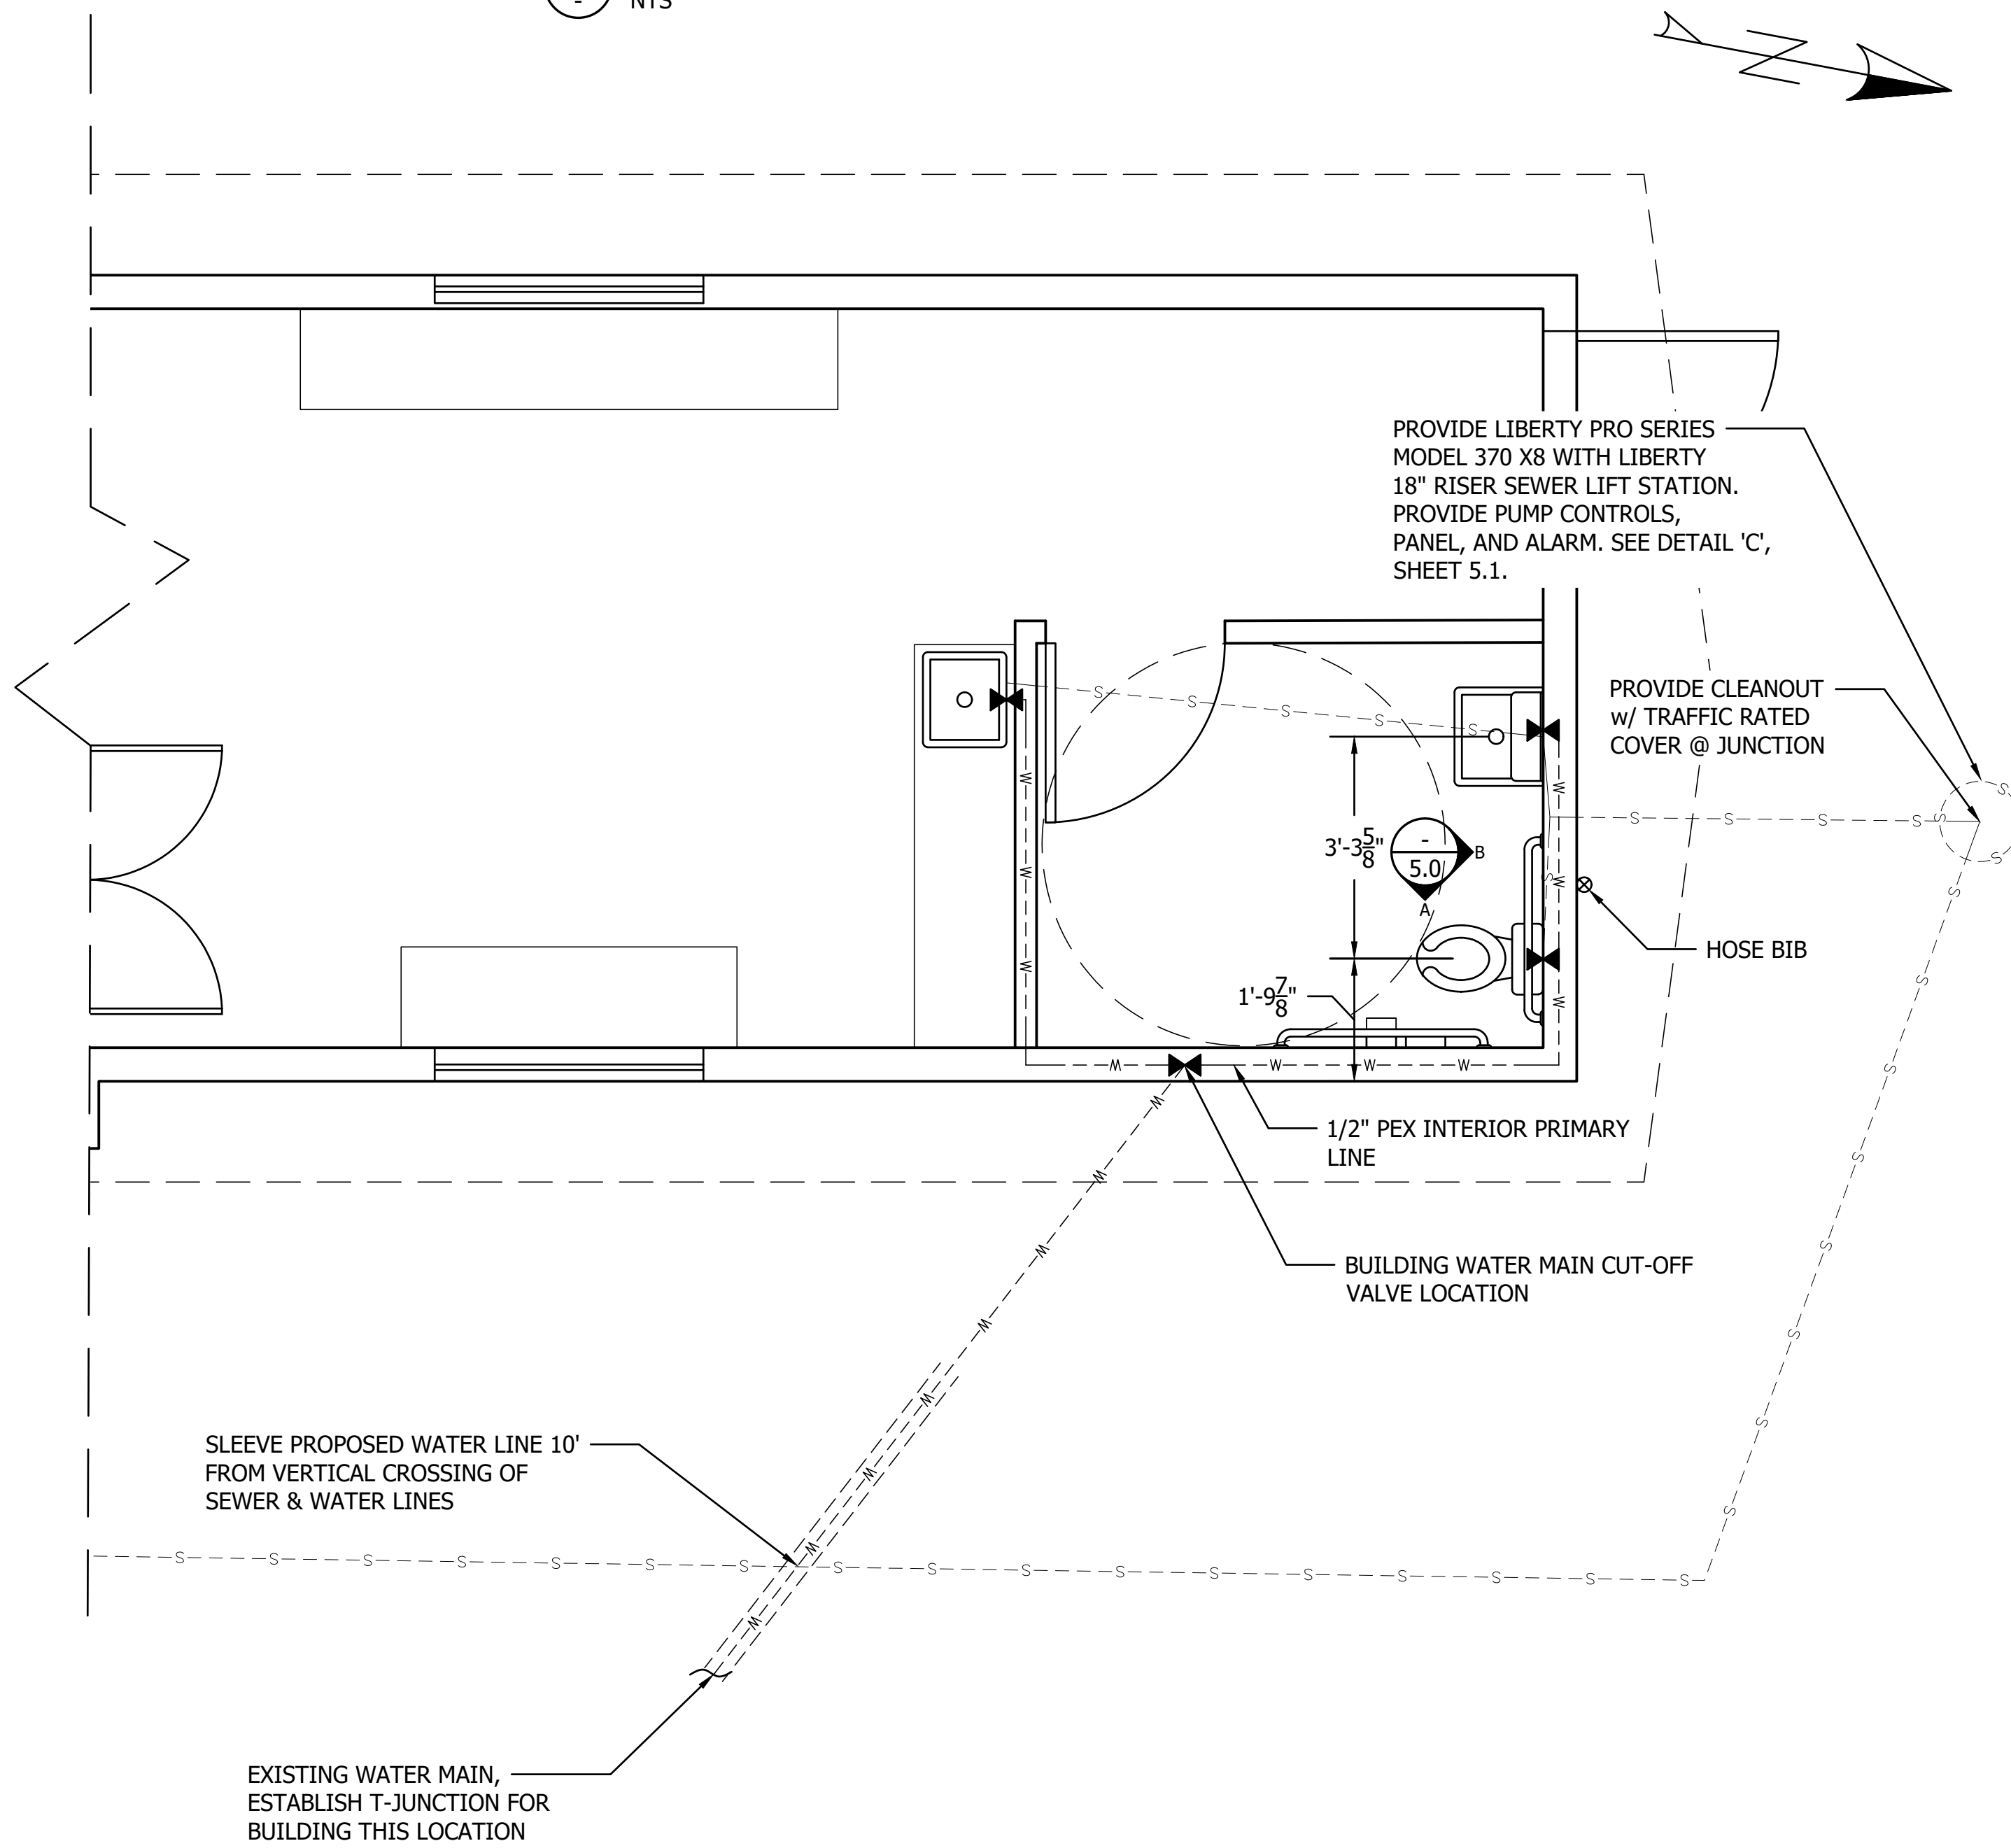 -
NTS
N
PROVIDE LIBERTY PRO SERIES
MODEL 370 X8 WITH LIBERTY
18" RISER SEWER LIFT STATION.
PROVIDE PUMP CONTROLS,
PANEL, AND ALARM. SEE DETAIL 'C',
SHEET 5.1.
PROVIDE CLEANOUT
w/ TRAFFIC RATED
COVER @ JUNCTION
3'-3 5/8"
-
5.0
B
A
HOSE BIB
1'-9 7/8"
1/2" PEX INTERIOR PRIMARY
LINE
BUILDING WATER MAIN CUT-OFF
VALVE LOCATION
SLEEVE PROPOSED WATER LINE 10'
FROM VERTICAL CROSSING OF
SEWER & WATER LINES
EXISTING WATER MAIN,
ESTABLISH T-JUNCTION FOR
BUILDING THIS LOCATION